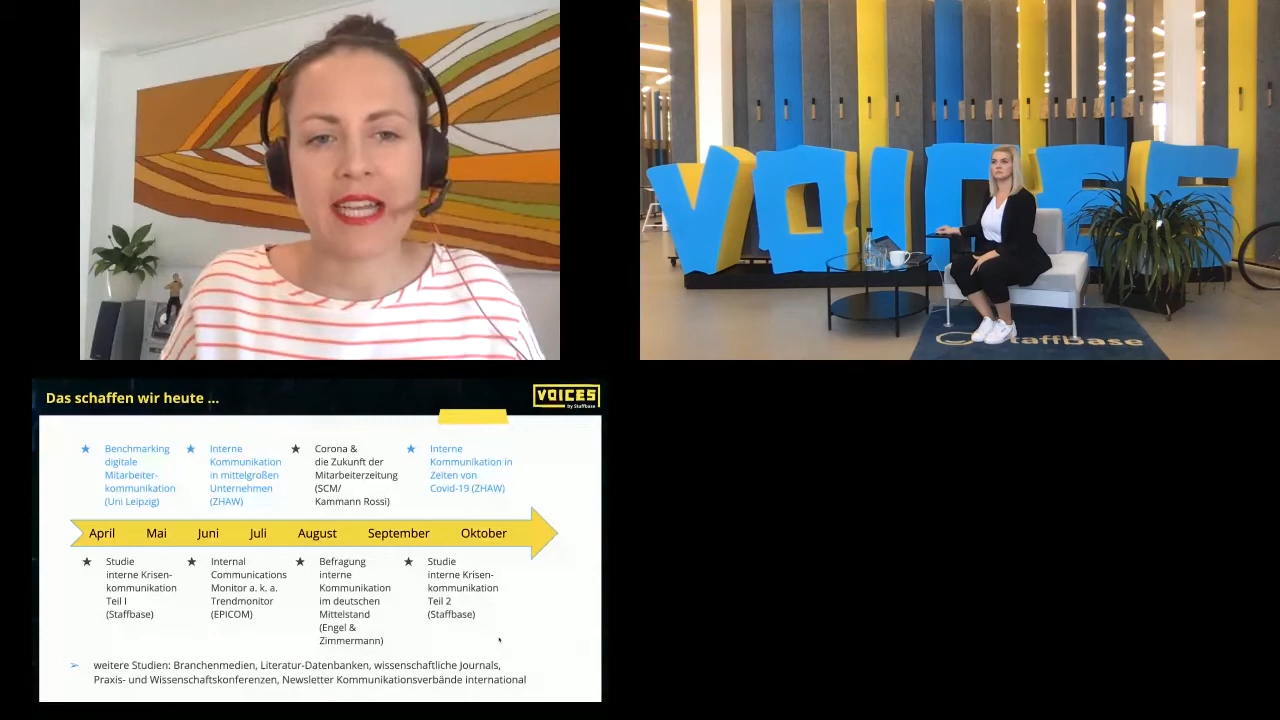 VOICES
Staffbase
Das schaffen wir heute ...
VOICES
by Staffbase
★ Benchmarking
digitale
Mitarbeiter-
kommunikation
(Uni Leipzig)
★ Interne
Kommunikation
in mittelgroßen
Unternehmen
(ZHAW)
★ Corona &
die Zukunft der
Mitarbeiterzeitung
(SCM/
Kammann Rossi)
★ Interne
Kommunikation in
Zeiten von
Covid-19 (ZHAW)
April Mai Juni Juli August September Oktober
★ Studie
interne Krisen-
kommunikation
Teil I
(Staffbase)
★ Internal
Communications
Monitor a. k. a.
Trendmonitor
(EPICOM)
★ Befragung
interne
Kommunikation
im deutschen
Mittelstand
(Engel &
Zimmermann)
★ Studie
interne Krisen-
kommunikation
Teil 2
(Staffbase)
➢ weitere Studien: Branchenmedien, Literatur-Datenbanken, wissenschaftliche Journals,
Praxis- und Wissenschaftskonferenzen, Newsletter Kommunikationsverbände international